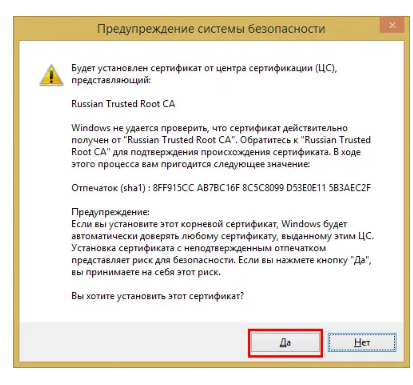 Предупреждение системы безопасности
Будет установлен сертификат от центра сертификации (ЦС),
представляющий:
Russian Trusted Root CA
Windows не удается проверить, что сертификат действительно
получен от "Russian Trusted Root CA". Обратитесь к "Russian Trusted
Root CA" для подтверждения происхождения сертификата. В ходе
этого процесса вам пригодится следующее значение:
Отпечаток (sha1) : 8FF915CC AB7BC16F 8C5C8099 D53E0E11 5B3AEC2F
Предупреждение:
Если вы установите этот корневой сертификат, Windows будет
автоматически доверять любому сертификату, выданному этим ЦС.
Установка сертификата с неподтвержденным отпечатком
представляет риск для безопасности. Если вы нажмете кнопку "Да",
вы принимаете на себя этот риск.
Вы хотите установить этот сертификат?
Да
Нет